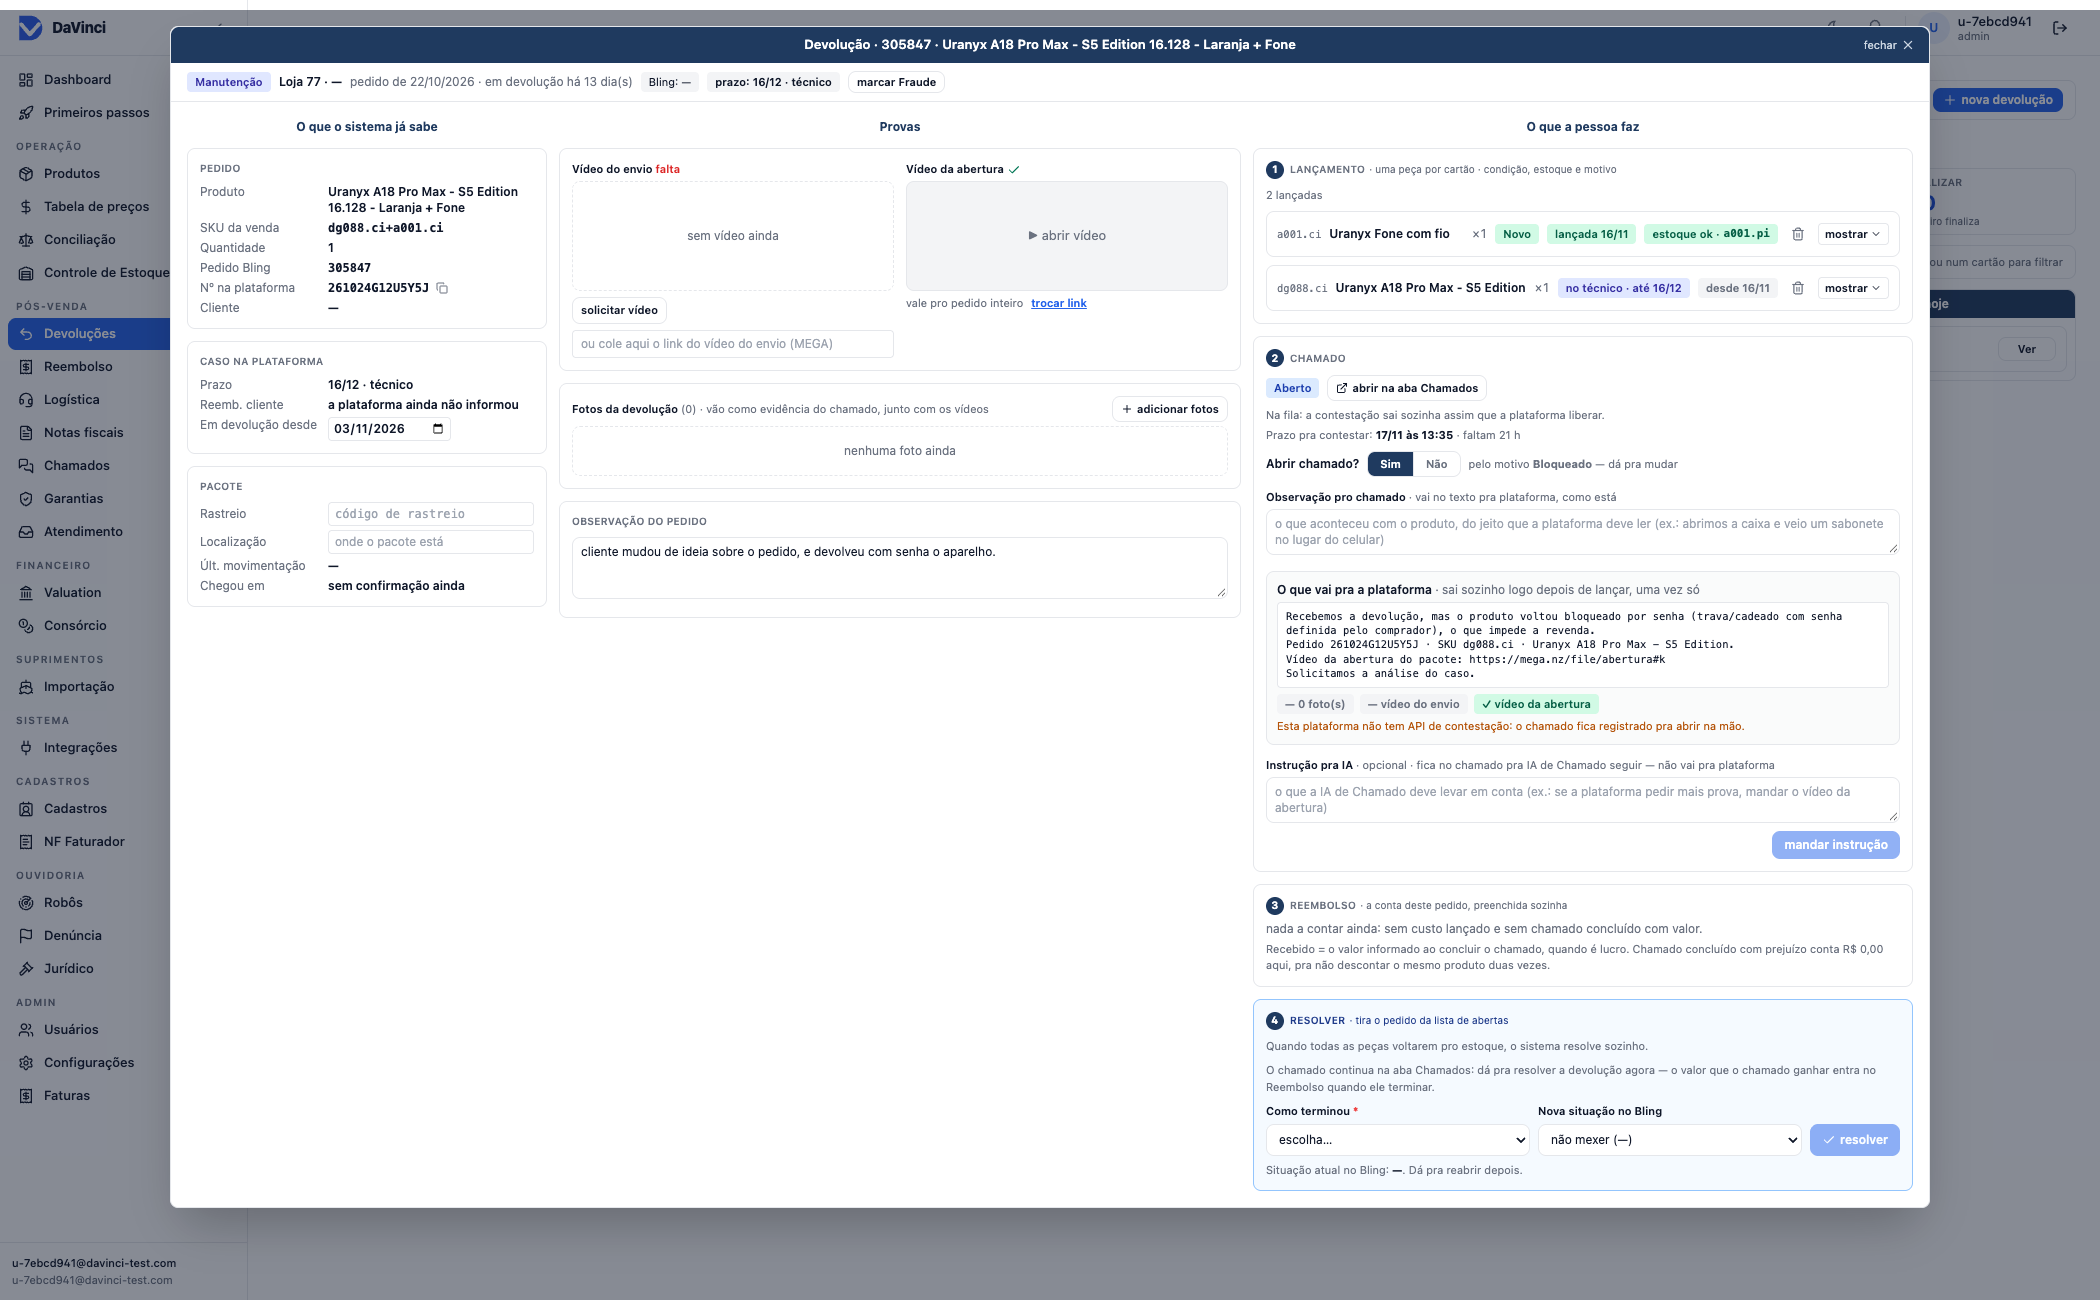 DaVinci
u-7ebcd941
admin
Devolução · 305847 · Uranyx A18 Pro Max - S5 Edition 16.128 - Laranja + Fone
fechar
Manutenção
Loja 77 · —
pedido de 22/10/2026 · em devolução há 13 dia(s)
Bling: —
prazo: 16/12 · técnico
marcar Fraude
Dashboard
Primeiros passos
OPERAÇÃO
Produtos
Tabela de preços
Conciliação
Controle de Estoque
PÓS-VENDA
Devoluções
Reembolso
Logística
Notas fiscais
Chamados
Garantias
Atendimento
FINANCEIRO
Valuation
Consórcio
SUPRIMENTOS
Importação
SISTEMA
Integrações
CADASTROS
Cadastros
NF Faturador
OUVIDORIA
Robôs
Denúncia
Jurídico
ADMIN
Usuários
Configurações
Faturas
u-7ebcd941@davinci-test.com
u-7ebcd941@davinci-test.com
O que o sistema já sabe
PEDIDO
Produto
Uranyx A18 Pro Max - S5 Edition
16.128 - Laranja + Fone
SKU da venda
dg088.ci+a001.ci
Quantidade
1
Pedido Bling
305847
Nº na plataforma
261024G12U5Y5J
Cliente
—
CASO NA PLATAFORMA
Prazo
16/12 · técnico
Reemb. cliente
a plataforma ainda não informou
Em devolução desde
03/11/2026
PACOTE
Rastreio
código de rastreio
Localização
onde o pacote está
Últ. movimentação
—
Chegou em
sem confirmação ainda
Provas
Vídeo do envio falta
sem vídeo ainda
solicitar vídeo
ou cole aqui o link do vídeo do envio (MEGA)
Vídeo da abertura ✓
▶ abrir vídeo
vale pro pedido inteiro
trocar link
Fotos da devolução (0) · vão como evidência do chamado, junto com os vídeos
+ adicionar fotos
nenhuma foto ainda
OBSERVAÇÃO DO PEDIDO
cliente mudou de ideia sobre o pedido, e devolveu com senha o aparelho.
O que a pessoa faz
1 LANÇAMENTO · uma peça por cartão · condição, estoque e motivo
2 lançadas
a001.ci Uranyx Fone com fio ×1 Novo lançada 16/11 estoque ok · a001.pi mostrar
dg088.ci Uranyx A18 Pro Max - S5 Edition ×1 no técnico · até 16/12 desde 16/11 mostrar
2 CHAMADO
Aberto
abrir na aba Chamados
Na fila: a contestação sai sozinha assim que a plataforma liberar.
Prazo pra contestar: 17/11 às 13:35 · faltam 21 h
Abrir chamado? Sim Não pelo motivo Bloqueado — dá pra mudar
Observação pro chamado · vai no texto pra plataforma, como está
o que aconteceu com o produto, do jeito que a plataforma deve ler (ex.: abrimos a caixa e veio um sabonete
no lugar do celular)
O que vai pra a plataforma · sai sozinho logo depois de lançar, uma vez só
Recebemos a devolução, mas o produto voltou bloqueado por senha (trava/cadeado com senha
definida pelo comprador), o que impede a revenda.
Pedido 261024G12U5Y5J · SKU dg088.ci · Uranyx A18 Pro Max – S5 Edition.
Vídeo da abertura do pacote: https://mega.nz/file/abertura#k
Solicitamos a análise do caso.
— 0 foto(s)
— vídeo do envio
✓ vídeo da abertura
Esta plataforma não tem API de contestação: o chamado fica registrado pra abrir na mão.
Instrução pra IA · opcional · fica no chamado pra IA de Chamado seguir — não vai pra plataforma
o que a IA de Chamado deve levar em conta (ex.: se a plataforma pedir mais prova, mandar o vídeo da
abertura)
mandar instrução
3 REEMBOLSO · a conta deste pedido, preenchida sozinha
nada a contar ainda: sem custo lançado e sem chamado concluído com valor.
Recebido = o valor informado ao concluir o chamado, quando é lucro. Chamado concluído com prejuízo conta R$ 0,00
aqui, pra não descontar o mesmo produto duas vezes.
4 RESOLVER · tira o pedido da lista de abertas
Quando todas as peças voltarem pro estoque, o sistema resolve sozinho.
O chamado continua na aba Chamados: dá pra resolver a devolução agora — o valor que o chamado ganhar entra no
Reembolso quando ele terminar.
Como terminou *
escolha...
Nova situação no Bling
não mexer (—)
✓ resolver
Situação atual no Bling: —. Dá pra reabrir depois.
+ nova devolução
ou num cartão para filtrar
Ver